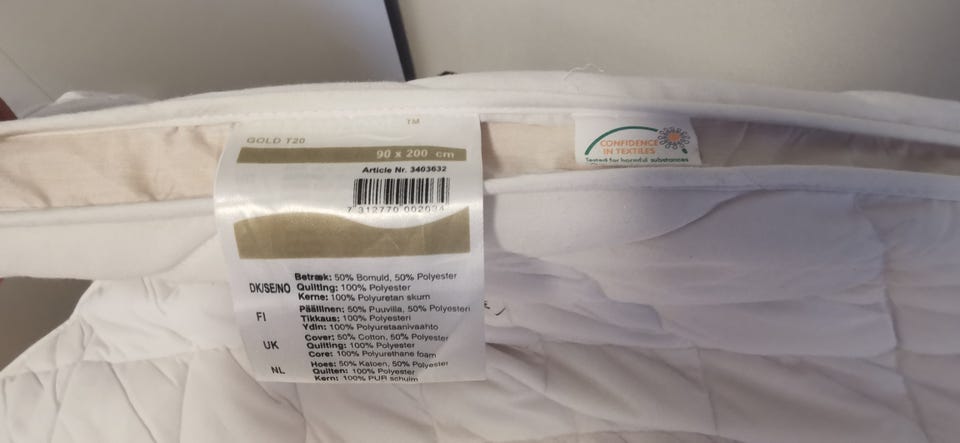 TM
GOLD T20
90 x 200 cm
Article Nr. 3403632
7 312770 002034
DK/SE/NO
Betræk: 50% Bomuld, 50% Polyester
Quilting: 100% Polyester
Kerne: 100% Polyuretan skum
FI
Päällinen: 50% Puuvilla, 50% Polyesteri
Tikkaus: 100% Polyesteri
Ydin: 100% Polyuretaanivaahto
UK
Cover: 50% Cotton, 50% Polyester
Quilting: 100% Polyester
Core: 100% Polyurethane foam
NL
Hoes: 50% Katoen, 50% Polyester
Quilten: 100% Polyester
Kern: 100% PUR schuim
CONFIDENCE
IN TEXTILES
Tested for harmful substances